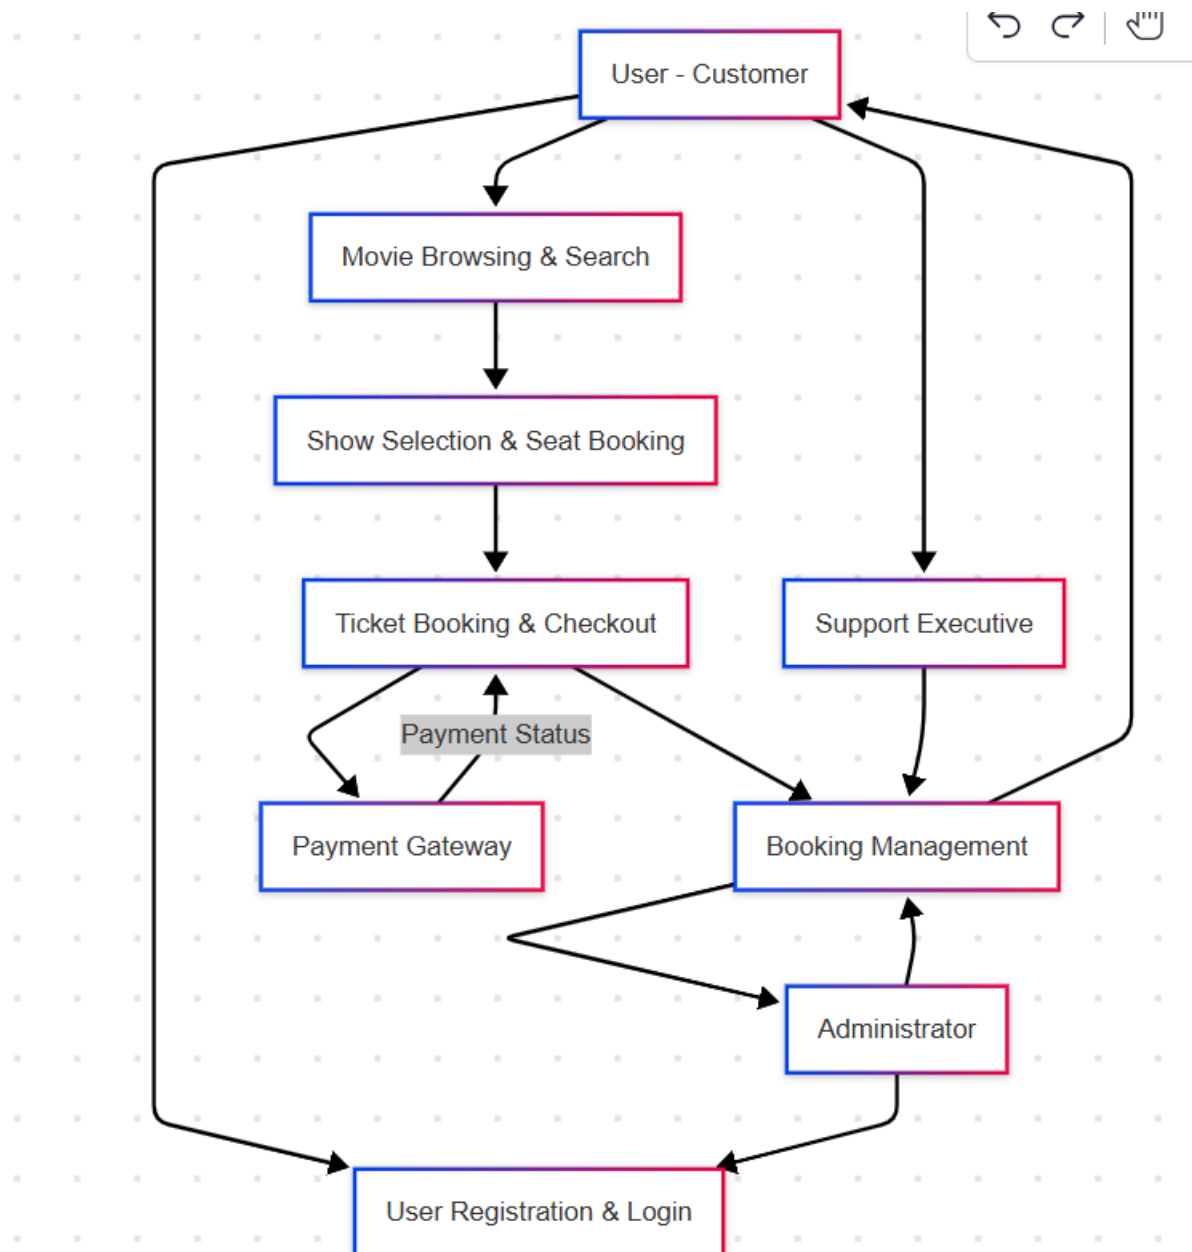 User - Customer
Movie Browsing & Search
Show Selection & Seat Booking
Ticket Booking & Checkout
Support Executive
Payment Status
Payment Gateway
Booking Management
Administrator
User Registration & Login